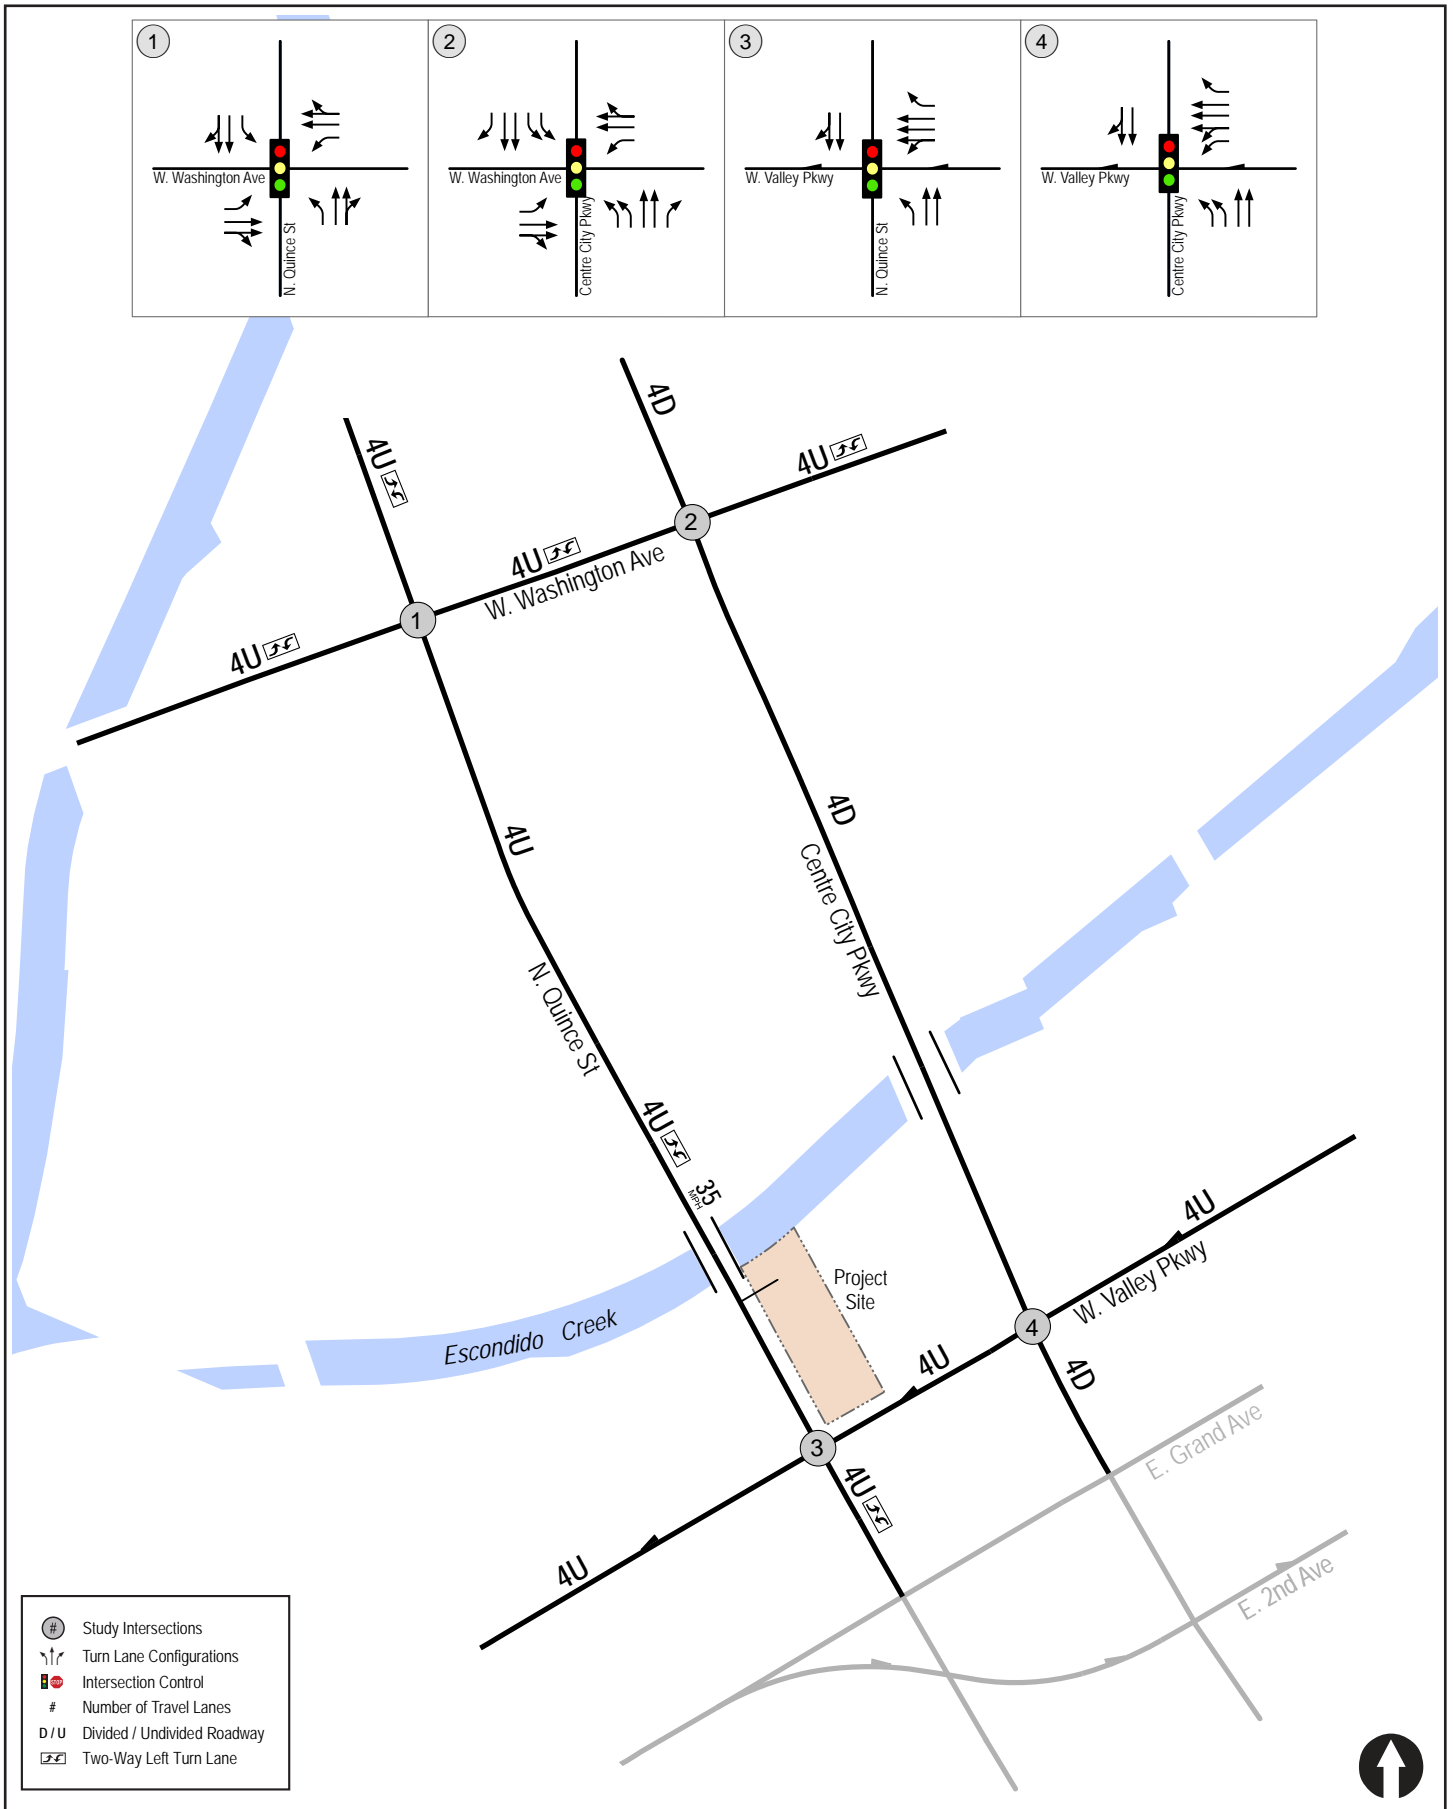 1
2
3
4
W. Washington Ave
N. Quince St
W. Washington Ave
Centre City Pkwy
W. Valley Pkwy
N. Quince St
W. Valley Pkwy
Centre City Pkwy
4D
4U
4U
2
4U
W. Washington Ave
1
4U
4D
4U
Centre City Pkwy
N. Quince St
4U
35
MPH
4U
W. Valley Pkwy
Project
Site
Escondido Creek
4
4U
4D
E. Grand Ave
3
4U
4U
E. 2nd Ave
# Study Intersections
Turn Lane Configurations
STOP Intersection Control
# Number of Travel Lanes
D / U Divided / Undivided Roadway
Two-Way Left Turn Lane